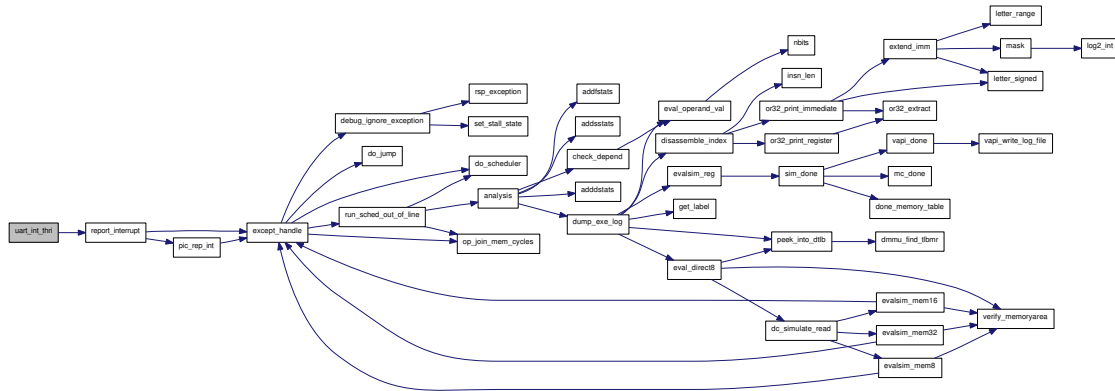 uart_int_thri
report_interrupt
pic_rep_int
except_handle
debug_ignore_exception
rsp_exception
set_stall_state
do_jump
do_scheduler
run_sched_out_of_line
op_join_mem_cycles
analysis
addfstats
addsstats
check_depend
adddstats
dump_exe_log
eval_operand_val
nbits
disassemble_index
insn_len
or32_print_immediate
or32_print_register
extend_imm
letter_range
mask
log2_int
letter_signed
or32_extract
evalsim_reg
sim_done
vapi_done
vapi_write_log_file
mc_done
done_memory_table
get_label
peek_into_dtlb
dmmu_find_tlbmr
eval_direct8
dc_simulate_read
evalsim_mem16
evalsim_mem32
evalsim_mem8
verify_memoryarea